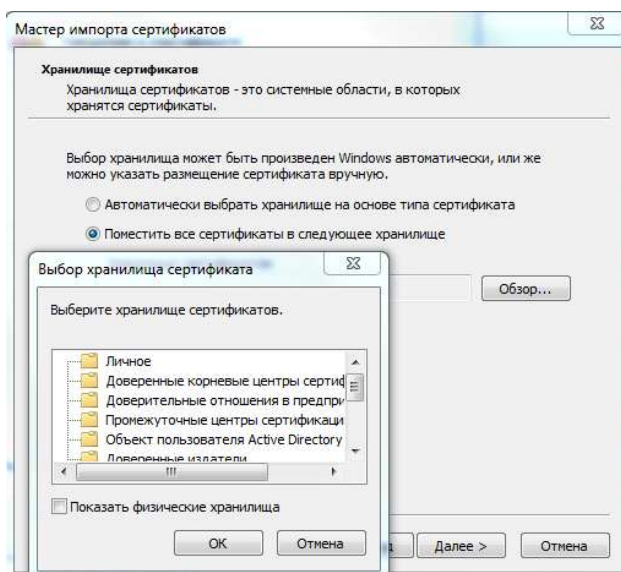 Мастер импорта сертификатов
Хранилище сертификатов
Хранилища сертификатов - это системные области, в которых
хранятся сертификаты.
Выбор хранилища может быть произведен Windows автоматически, или же
можно указать размещение сертификата вручную.
Автоматически выбрать хранилище на основе типа сертификата
Поместить все сертификаты в следующее хранилище
Обзор...
Выбор хранилища сертификата
Выберите хранилище сертификатов.
Личное
Доверенные корневые центры сертиф
Доверительные отношения в предпри
Промежуточные центры сертификаци
Объект пользователя Active Directory
Доверенные издатели
Показать физические хранилища
ОК
Отмена
Далее >
Отмена